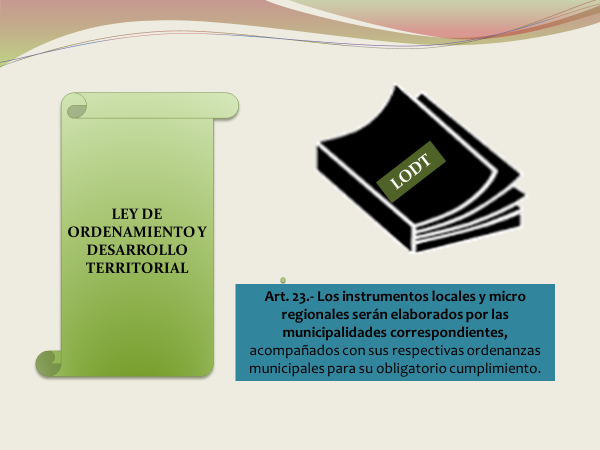 LEY DE
ORDENAMIENTO Y
DESARROLLO
TERRITORIAL
LODT
Art. 23.- Los instrumentos locales y micro
regionales serán elaborados por las
municipalidades correspondientes,
acompañados con sus respectivas ordenanzas
municipales para su obligatorio cumplimiento.